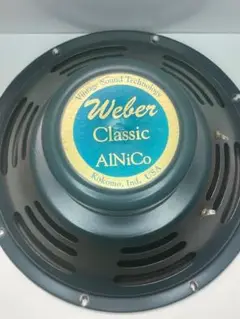 Vintage Sound Technology
Weber
Classic
AlNiCo
Kokomo, Ind., USA